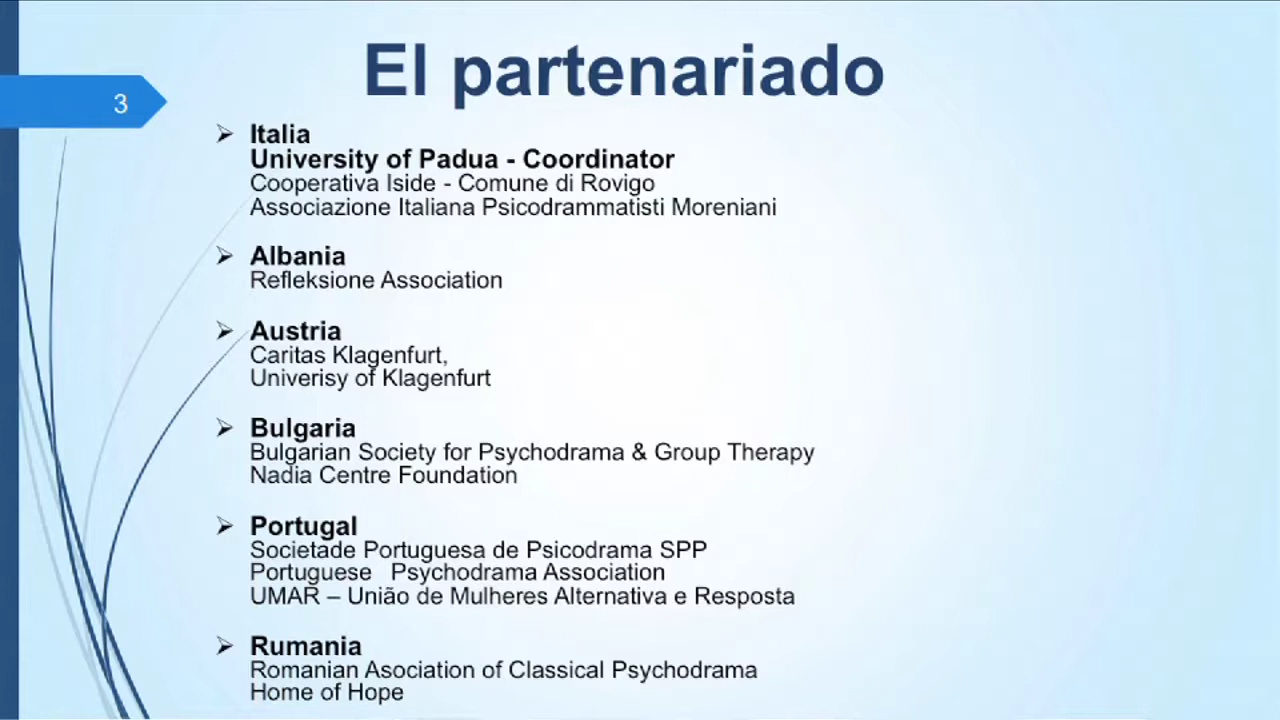 El partenariado
3
Italia
University of Padua - Coordinator
Cooperativa Iside - Comune di Rovigo
Associazione Italiana Psicodrammatisti Moreniani
Albania
Refleksione Association
Austria
Caritas Klagenfurt,
Univerisy of Klagenfurt
Bulgaria
Bulgarian Society for Psychodrama & Group Therapy
Nadia Centre Foundation
Portugal
Societade Portuguesa de Psicodrama SPP
Portuguese   Psychodrama Association
UMAR – União de Mulheres Alternativa e Resposta
Rumania
Romanian Asociation of Classical Psychodrama
Home of Hope